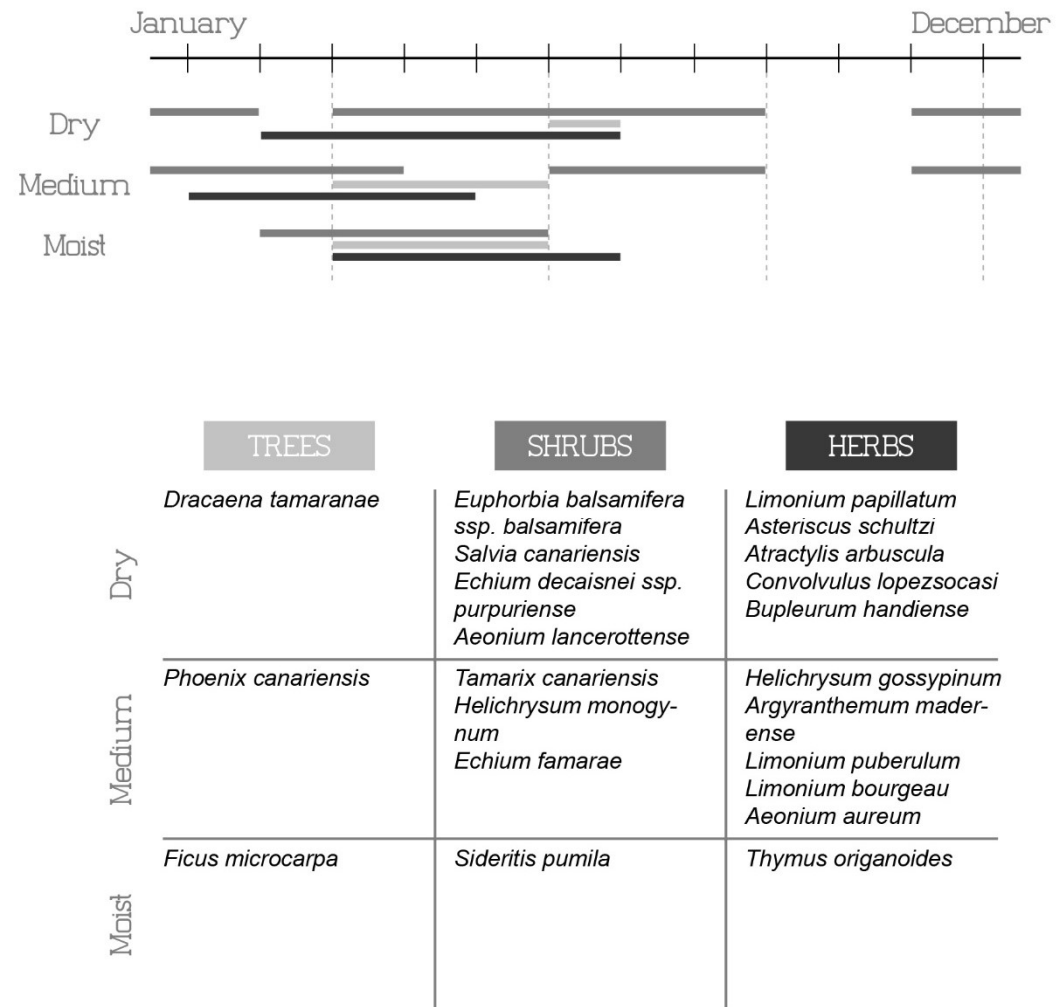 January December
Dry
Medium
Moist
TREES SHRUBS HERBS
Dry
Dracaena tamaranae
Euphorbia balsamifera
ssp. balsamifera
Salvia canariensis
Echium decaisnei ssp.
purpuriense
Aeonium lancerottense
Limonium papillatum
Asteriscus schultzi
Atractylis arbuscula
Convolvulus lopezsocasi
Bupleurum handiense
Medium
Phoenix canariensis
Tamarix canariensis
Helichrysum monogy-
num
Echium famarae
Helichrysum gossypinum
Argyranthemum mader-
ense
Limonium puberulum
Limonium bourgeau
Aeonium aureum
Moist
Ficus microcarpa
Sideritis pumila
Thymus origanoides